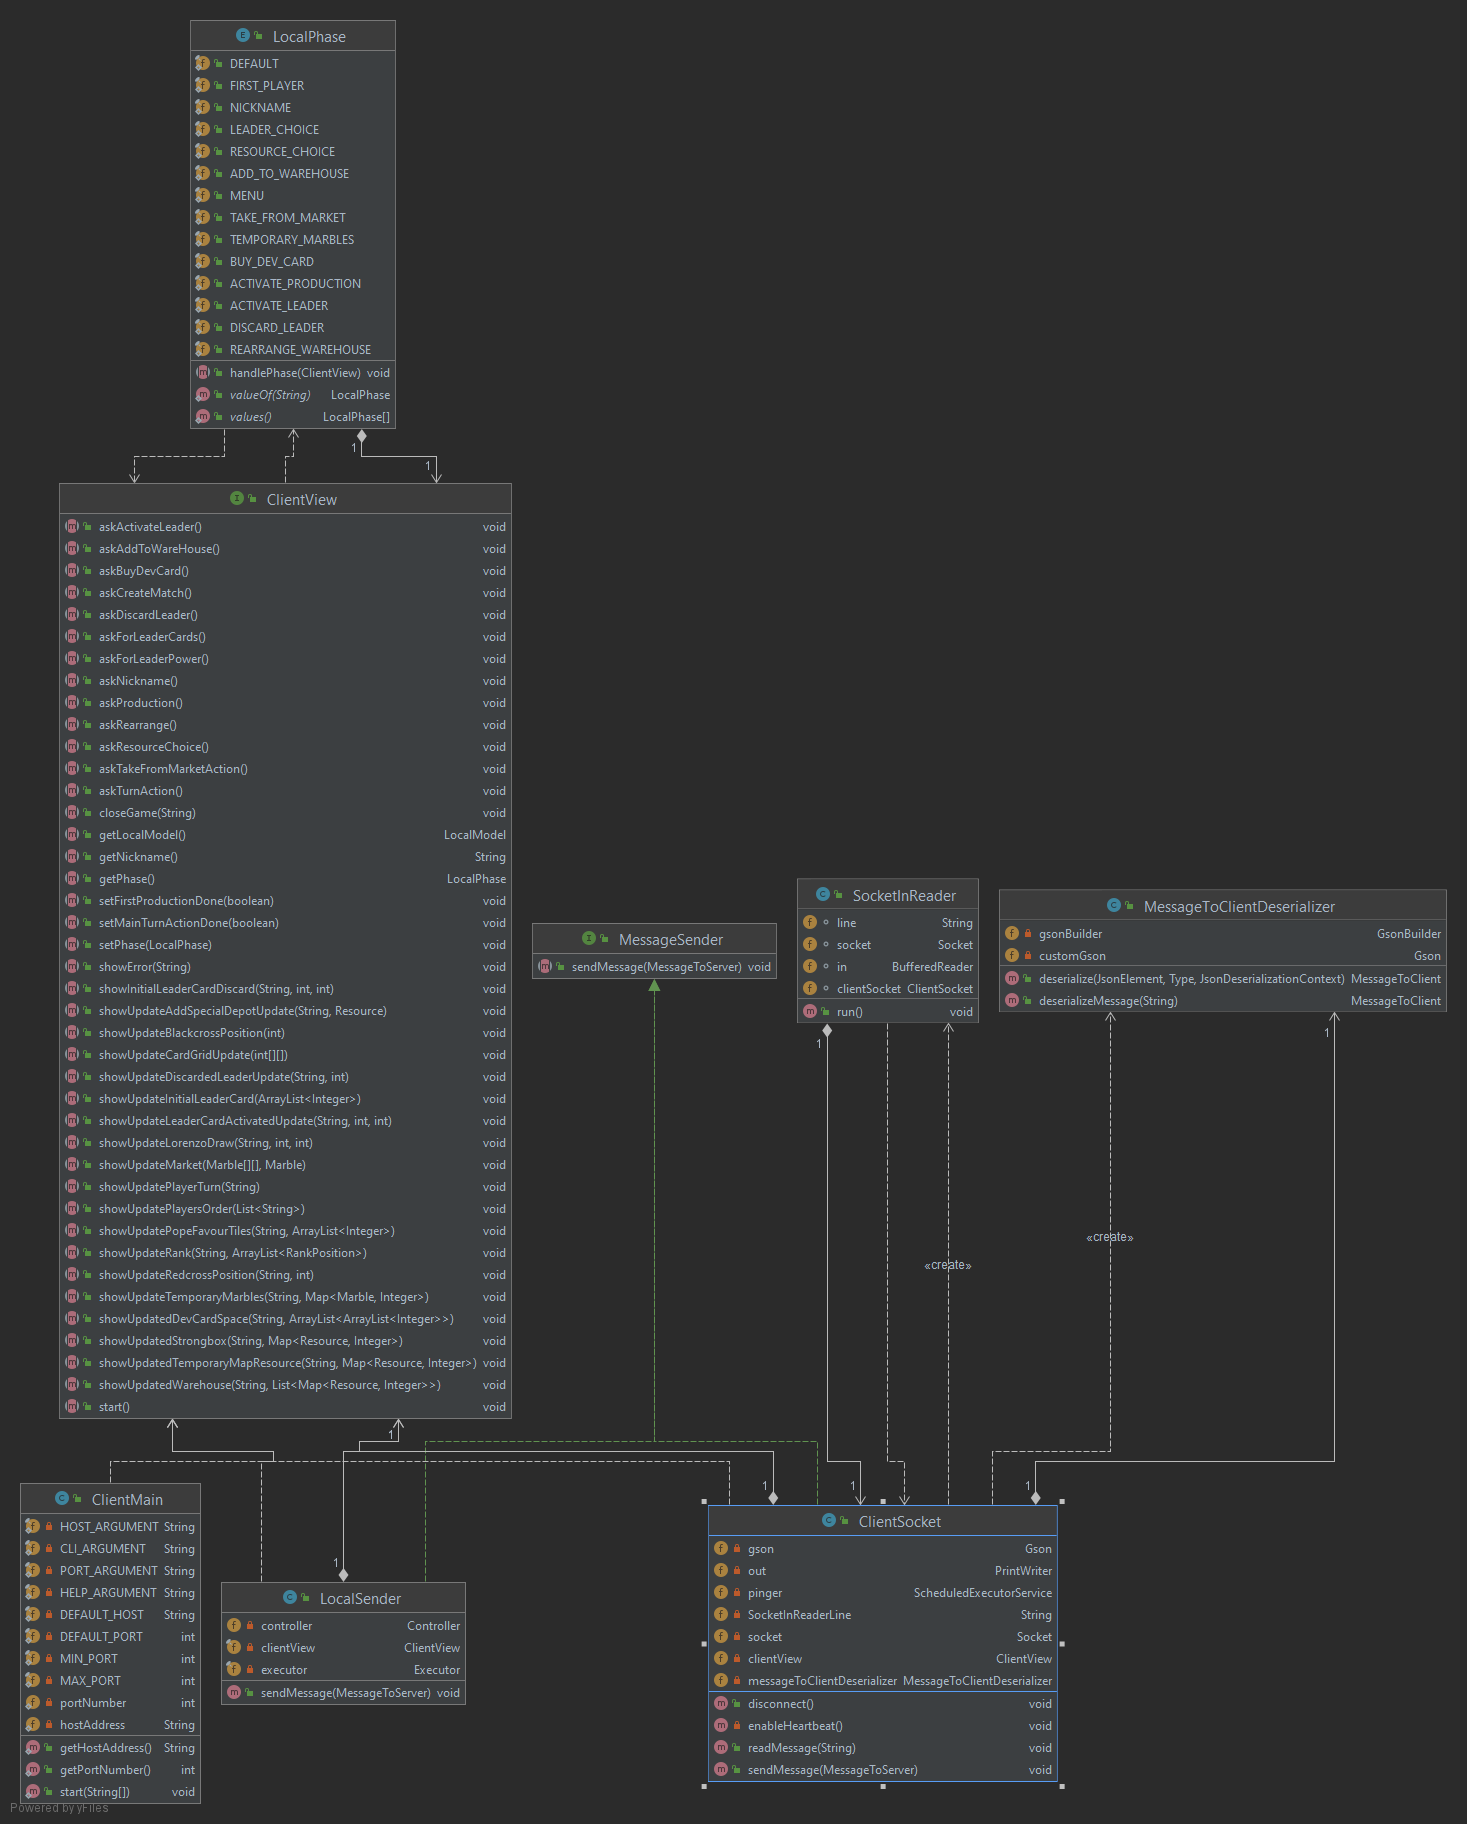 LocalPhase
DEFAULT
FIRST_PLAYER
NICKNAME
LEADER_CHOICE
RESOURCE_CHOICE
ADD_TO_WAREHOUSE
MENU
TAKE_FROM_MARKET
TEMPORARY_MARBLES
BUY_DEV_CARD
ACTIVATE_PRODUCTION
ACTIVATE_LEADER
DISCARD_LEADER
REARRANGE_WAREHOUSE
handlePhase(ClientView) void
valueOf(String) LocalPhase
values() LocalPhase[]
1
1
ClientView
askActivateLeader() void
askAddToWareHouse() void
askBuyDevCard() void
askCreateMatch() void
askDiscardLeader() void
askForLeaderCards() void
askForLeaderPower() void
askNickname() void
askProduction() void
askRearrange() void
askResourceChoice() void
askTakeFromMarketAction() void
askTurnAction() void
closeGame(String) void
getLocalModel() LocalModel
getNickname() String
getPhase() LocalPhase
setFirstProductionDone(boolean) void
setMainTurnActionDone(boolean) void
setPhase(LocalPhase) void
showError(String) void
showInitialLeaderCardDiscard(String, int, int) void
showUpdateAddSpecialDepotUpdate(String, Resource) void
showUpdateBlackcrossPosition(int) void
showUpdateCardGridUpdate(int[][]) void
showUpdateDiscardedLeaderUpdate(String, int) void
showUpdateInitialLeaderCard(ArrayList<Integer>) void
showUpdateLeaderCardActivatedUpdate(String, int, int) void
showUpdateLorenzoDraw(String, int, int) void
showUpdateMarket(Marble[][], Marble) void
showUpdatePlayerTurn(String) void
showUpdatePlayersOrder(List<String>) void
showUpdatePopeFavourTiles(String, ArrayList<Integer>) void
showUpdateRank(String, ArrayList<RankPosition>) void
showUpdateRedcrossPosition(String, int) void
showUpdateTemporaryMarbles(String, Map<Marble, Integer>) void
showUpdatedDevCardSpace(String, ArrayList<ArrayList<Integer>>) void
showUpdatedStrongbox(String, Map<Resource, Integer>) void
showUpdatedTemporaryMapResource(String, Map<Resource, Integer>) void
showUpdatedWarehouse(String, List<Map<Resource, Integer>>) void
start() void
MessageSender
sendMessage(MessageToServer) void
SocketInReader
line String
socket Socket
in BufferedReader
clientSocket ClientSocket
run() void
1
MessageToClientDeserializer
gsonBuilder GsonBuilder
customGson Gson
deserialize(JsonElement, Type, JsonDeserializationContext) MessageToClient
deserializeMessage(String) MessageToClient
1
«create»
«create»
1
1
1
1
1
ClientMain
HOST_ARGUMENT String
CLI_ARGUMENT String
PORT_ARGUMENT String
HELP_ARGUMENT String
DEFAULT_HOST String
DEFAULT_PORT int
MIN_PORT int
MAX_PORT int
portNumber int
hostAddress String
getHostAddress() String
getPortNumber() int
start(String[]) void
LocalSender
controller Controller
clientView ClientView
executor Executor
sendMessage(MessageToServer) void
ClientSocket
gson Gson
out PrintWriter
pinger ScheduledExecutorService
SocketInReaderLine String
socket Socket
clientView ClientView
messageToClientDeserializer MessageToClientDeserializer
disconnect() void
enableHeartbeat() void
readMessage(String) void
sendMessage(MessageToServer) void
Powered by yFiles